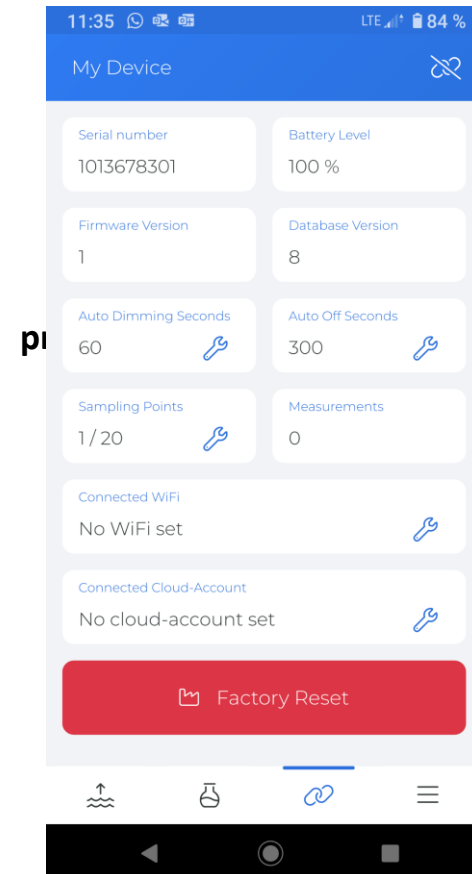 11:35 LTE 84 %
My Device
Serial number Battery Level
1013678301 100 %
Firmware Version Database Version
1 8
Auto Dimming Seconds Auto Off Seconds
60 300
Sampling Points Measurements
1 / 20 0
Connected WiFi
No WiFi set
Connected Cloud-Account
No cloud-account set
Factory Reset